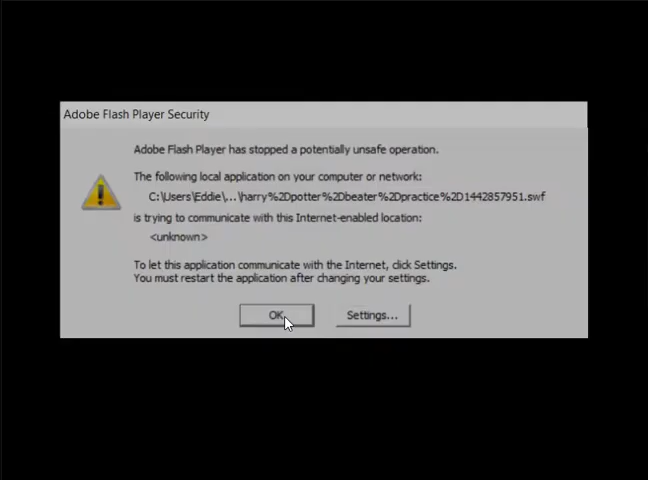 Adobe Flash Player Security
Adobe Flash Player has stopped a potentially unsafe operation.
The following local application on your computer or network:
C:\Users\Eddie\...\harry%2Dpotter%2Dbeater%2Dpractice%2D1442857951.swf
is trying to communicate with this Internet-enabled location:
<unknown>
To let this application communicate with the Internet, click Settings.
You must restart the application after changing your settings.
OK
Settings...